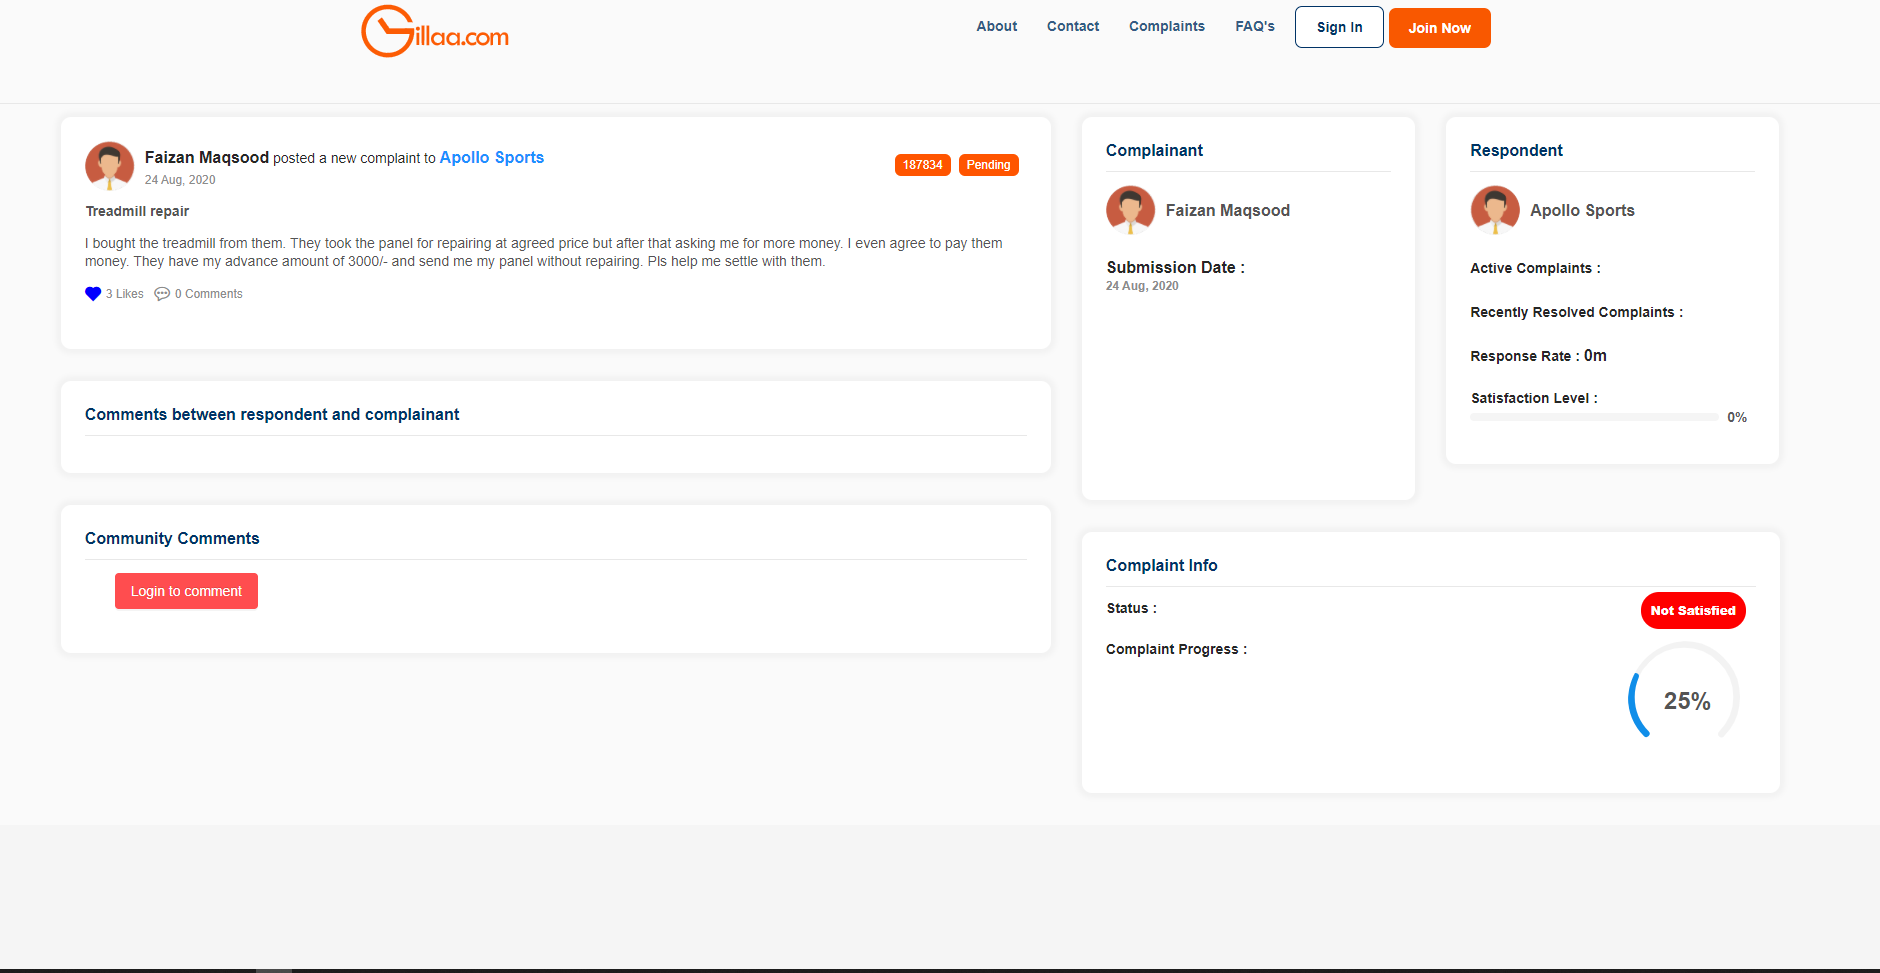 Gillaa.com
About
Contact
Complaints
FAQ's
Sign In
Join Now
Faizan Maqsood posted a new complaint to Apollo Sports
24 Aug, 2020
187834
Pending
Treadmill repair
I bought the treadmill from them. They took the panel for repairing at agreed price but after that asking me for more money. I even agree to pay them
money. They have my advance amount of 3000/- and send me my panel without repairing. Pls help me settle with them.
3 Likes
0 Comments
Comments between respondent and complainant
Community Comments
Login to comment
Complainant
Faizan Maqsood
Submission Date :
24 Aug, 2020
Respondent
Apollo Sports
Active Complaints :
Recently Resolved Complaints :
Response Rate : 0m
Satisfaction Level :
0%
Complaint Info
Status :
Not Satisfied
Complaint Progress :
25%